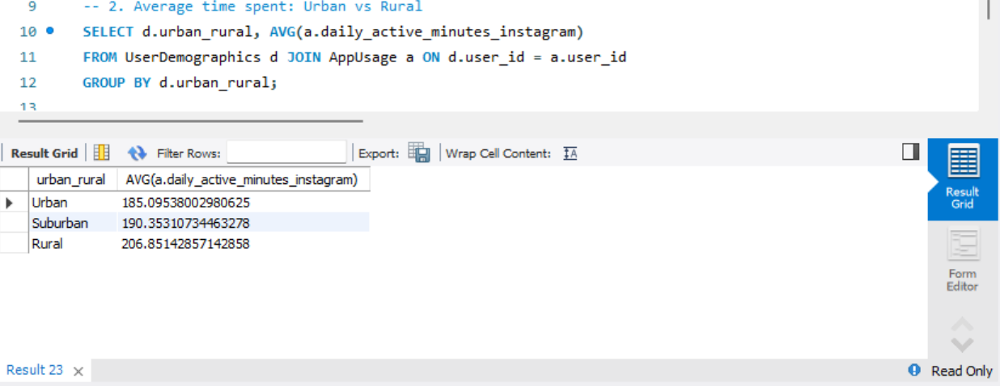 9 -- 2. Average time spent: Urban vs Rural
10 SELECT d.urban_rural, AVG(a.daily_active_minutes_instagram)
11 FROM UserDemographics d JOIN AppUsage a ON d.user_id = a.user_id
12 GROUP BY d.urban_rural;
13
Result Grid Filter Rows: Export: Wrap Cell Content:
urban_rural AVG(a.daily_active_minutes_instagram)
Urban 185.09538002980625
Suburban 190.35310734463278
Rural 206.85142857142858
Result
Grid
Form
Editor
Result 23 Read Only